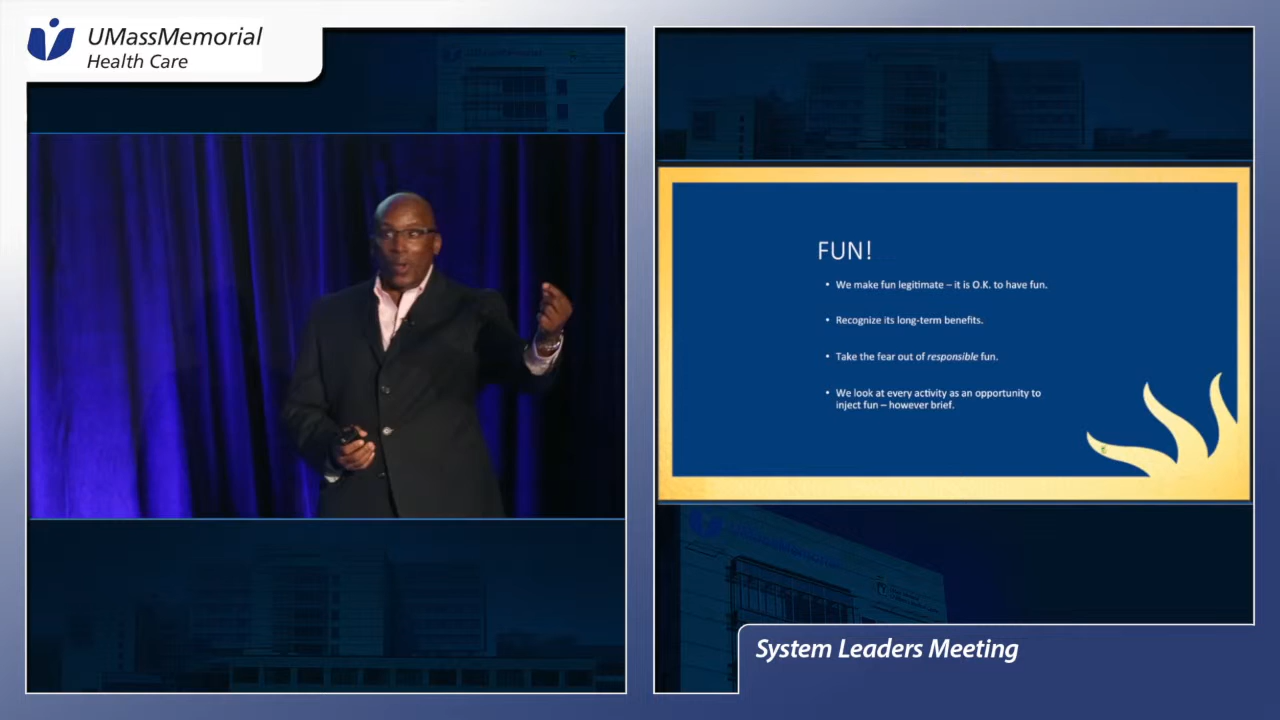 UMassMemorial
Health Care
FUN!
• We make fun legitimate – it is O.K. to have fun.
• Recognize its long-term benefits.
• Take the fear out of responsible fun.
• We look at every activity as an opportunity to
inject fun – however brief.
UMassMemorial
System Leaders Meeting